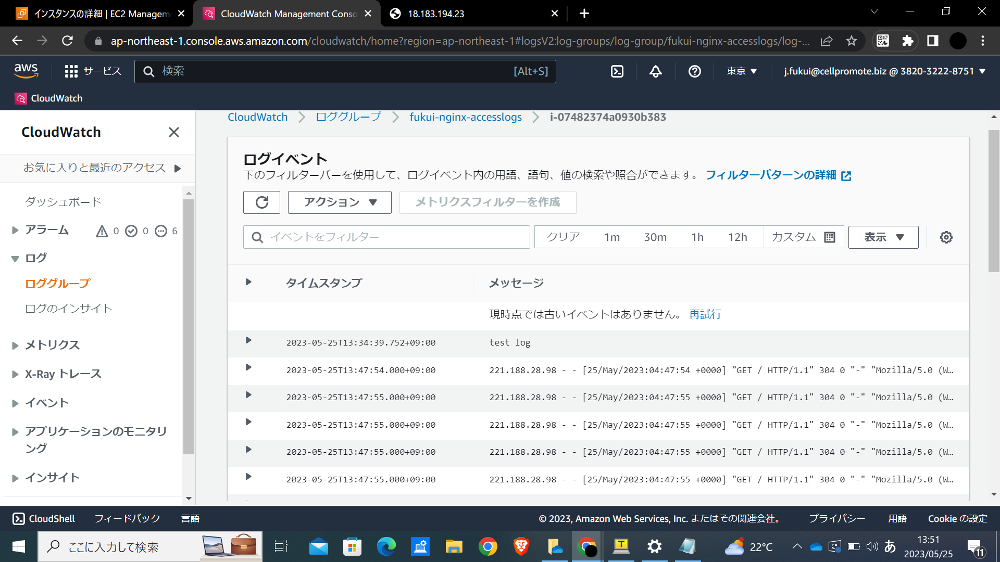 インスタンスの詳細 | EC2 Managem
CloudWatch Management Conso
18.183.194.23
ap-northeast-1.console.aws.amazon.com/cloudwatch/home?region=ap-northeast-1#logsV2:log-groups/log-group/fukui-nginx-accesslogs/log-...
aws
サービス
検索
[Alt+S]
東京
j.fukui@cellpromote.biz @ 3820-3222-8751
CloudWatch
CloudWatch
お気に入りと最近のアクセス
ダッシュボード
アラーム 0 0 6
ログ
ロググループ
ログのインサイト
メトリクス
X-Ray トレース
イベント
アプリケーションのモニタリ
ング
インサイト
CloudWatch ロググループ fukui-nginx-accesslogs i-07482374a0930b383
ログイベント
下のフィルターバーを使用して、ログイベント内の用語、語句、値の検索や照合ができます。 フィルターパターンの詳細
アクション
メトリクスフィルターを作成
イベントをフィルター
クリア 1m 30m 1h 12h カスタム
表示
タイムスタンプ メッセージ
現時点では古いイベントはありません。 再試行
2023-05-25T13:34:39.752+09:00 test log
2023-05-25T13:47:54.000+09:00 221.188.28.98 - - [25/May/2023:04:47:54 +0000] "GET / HTTP/1.1" 304 0 "-" "Mozilla/5.0 (W…
2023-05-25T13:47:55.000+09:00 221.188.28.98 - - [25/May/2023:04:47:55 +0000] "GET / HTTP/1.1" 304 0 "-" "Mozilla/5.0 (W…
2023-05-25T13:47:55.000+09:00 221.188.28.98 - - [25/May/2023:04:47:55 +0000] "GET / HTTP/1.1" 304 0 "-" "Mozilla/5.0 (W…
2023-05-25T13:47:55.000+09:00 221.188.28.98 - - [25/May/2023:04:47:55 +0000] "GET / HTTP/1.1" 304 0 "-" "Mozilla/5.0 (W…
2023-05-25T13:47:55.000+09:00 221.188.28.98 - - [25/May/2023:04:47:55 +0000] "GET / HTTP/1.1" 304 0 "-" "Mozilla/5.0 (W…
CloudShell フィードバック 言語
© 2023, Amazon Web Services, Inc. またはその関連会社。 プライバシー 用語 Cookie の設定
ここに入力して検索
T
22°C
あ
13:51
2023/05/25
11